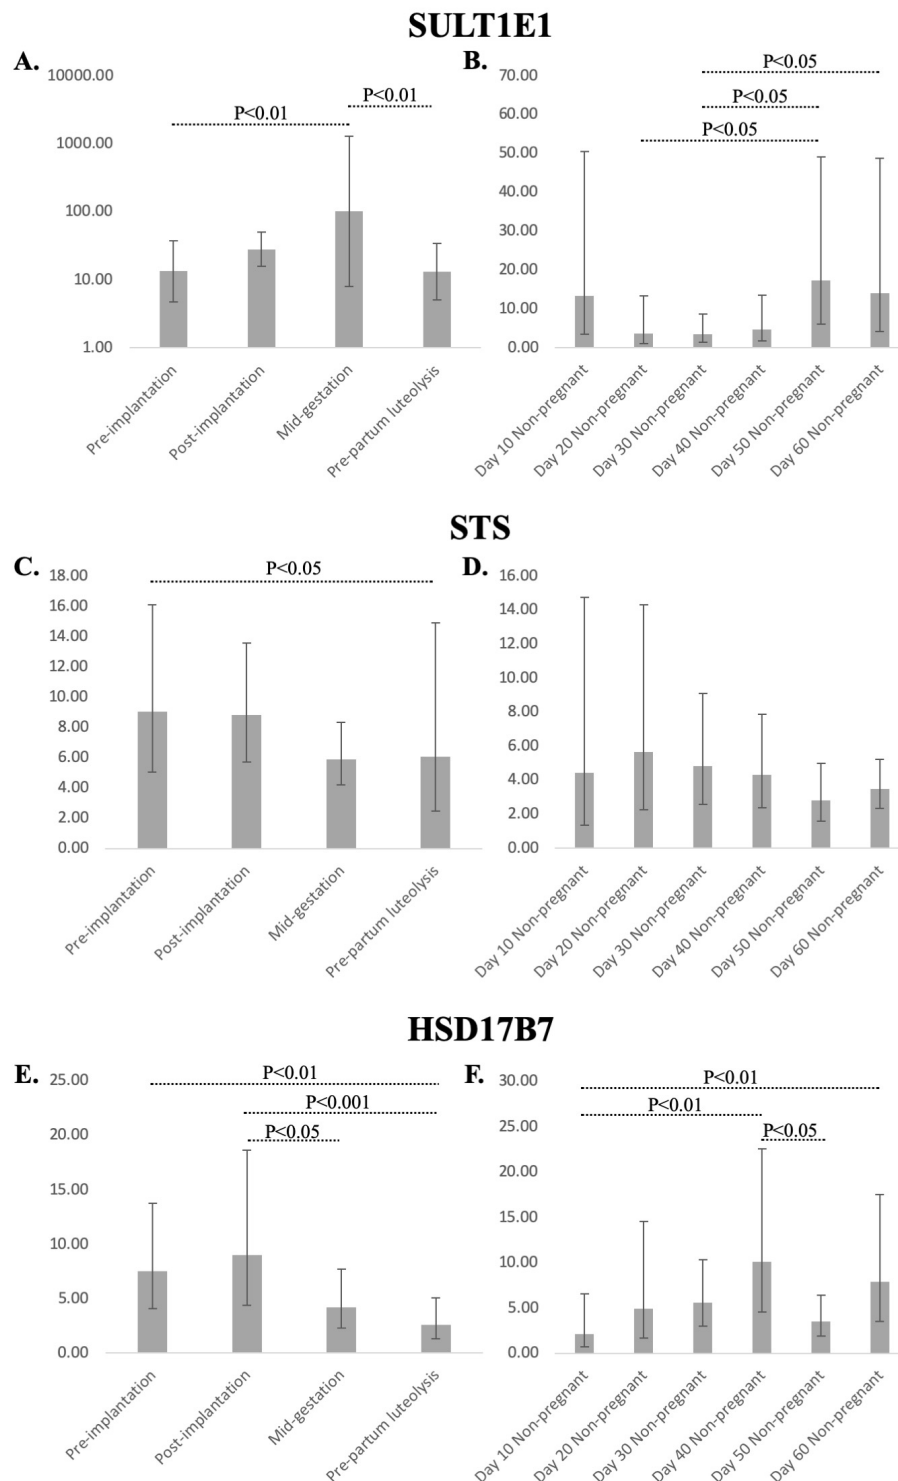 SULT1E1
A.
10000.00
1000.00
100.00
10.00
1.00
P<0.01
P<0.01
Pre-implantation
Post-implantation
Mid-gestation
Pre-partum luteolysis
B.
70.00
60.00
50.00
40.00
30.00
20.00
10.00
0.00
P<0.05
P<0.05
P<0.05
Day 10 Non-pregnant
Day 20 Non-pregnant
Day 30 Non-pregnant
Day 40 Non-pregnant
Day 50 Non-pregnant
Day 60 Non-pregnant
STS
C.
18.00
16.00
14.00
12.00
10.00
8.00
6.00
4.00
2.00
0.00
P<0.05
Pre-implantation
Post-implantation
Mid-gestation
Pre-partum luteolysis
D.
16.00
14.00
12.00
10.00
8.00
6.00
4.00
2.00
0.00
Day 10 Non-pregnant
Day 20 Non-pregnant
Day 30 Non-pregnant
Day 40 Non-pregnant
Day 50 Non-pregnant
Day 60 Non-pregnant
HSD17B7
E.
25.00
20.00
15.00
10.00
5.00
0.00
P<0.01
P<0.001
P<0.05
Pre-implantation
Post-implantation
Mid-gestation
Pre-partum luteolysis
F.
30.00
25.00
20.00
15.00
10.00
5.00
0.00
P<0.01
P<0.01
P<0.05
Day 10 Non-pregnant
Day 20 Non-pregnant
Day 30 Non-pregnant
Day 40 Non-pregnant
Day 50 Non-pregnant
Day 60 Non-pregnant